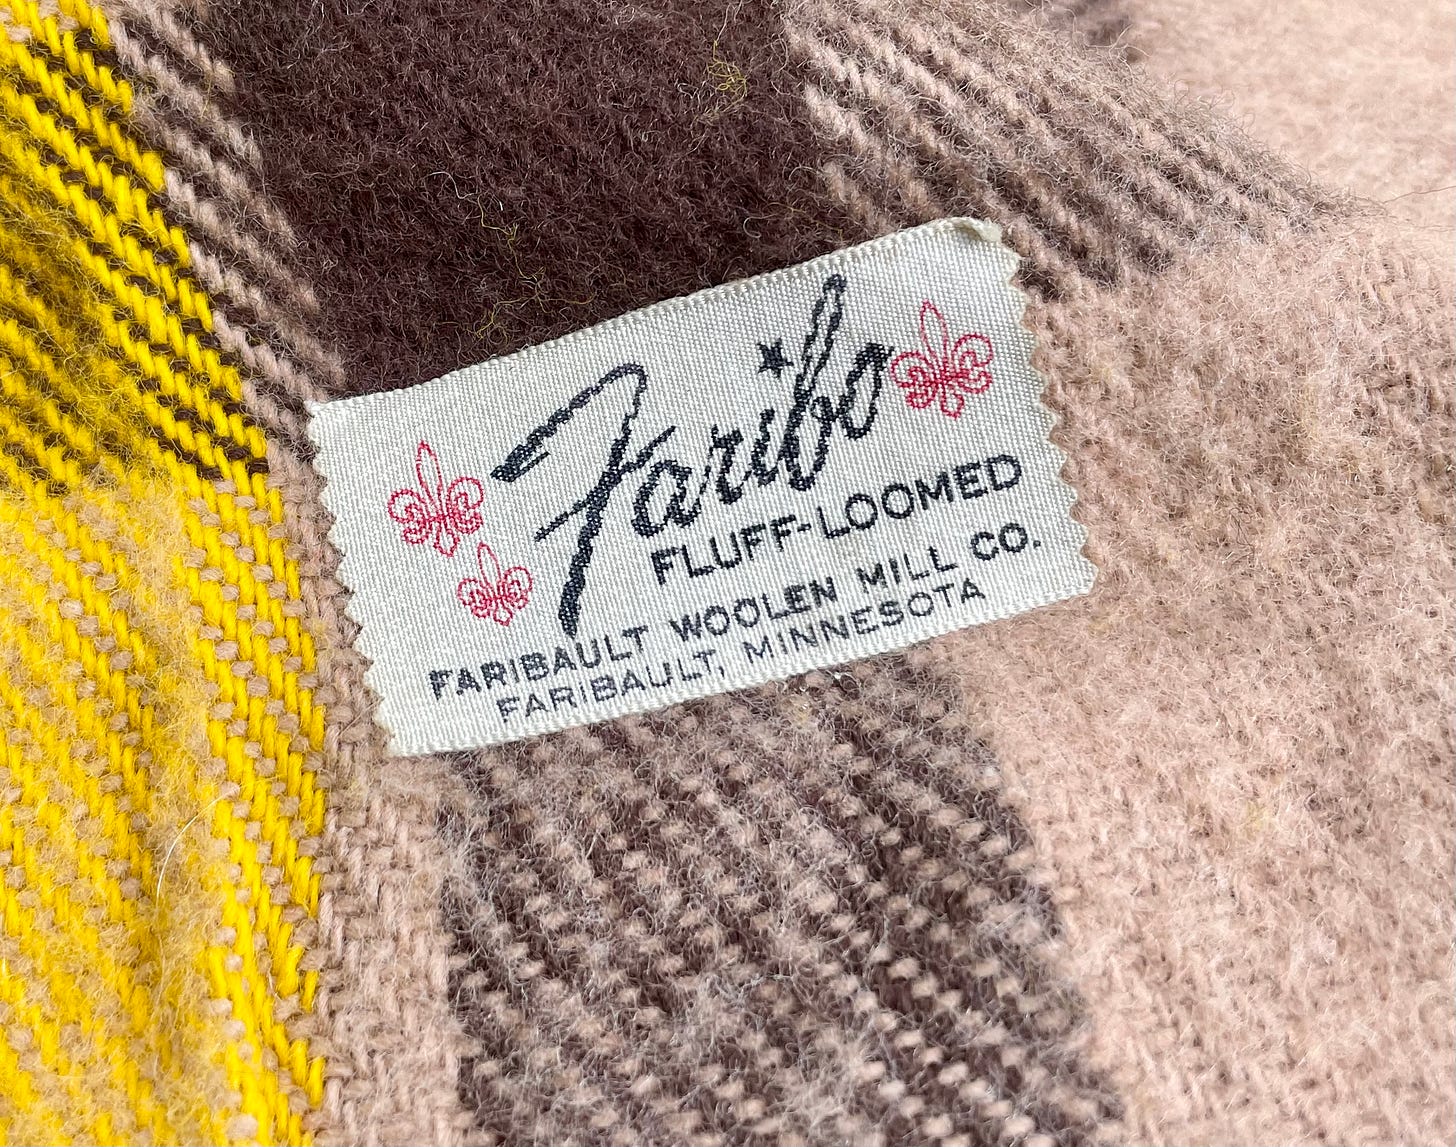 Faribo
FLUFF-LOOMED
FARIBAULT WOOLEN MILL CO.
FARIBAULT, MINNESOTA